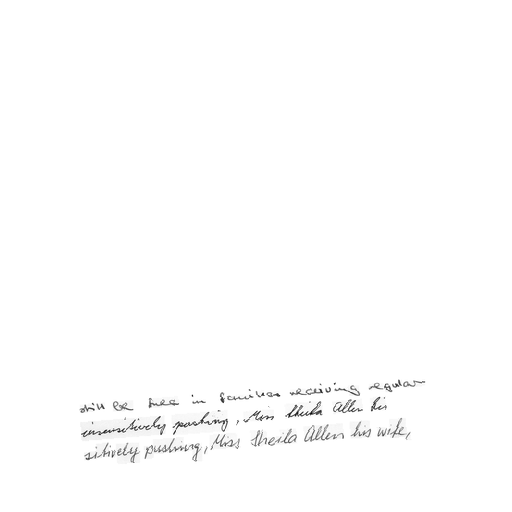 still be free in families receiving regular
insensitively pushing, Miss Sheila Allen his
sitively pushing, Miss Sheila Allen his wife,